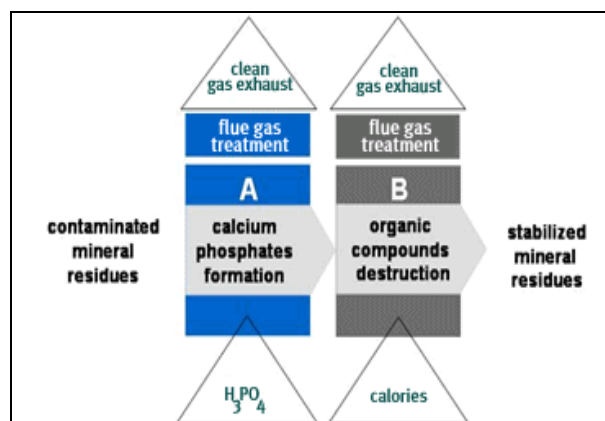 clean
gas exhaust
clean
gas exhaust
flue gas
treatment
flue gas
treatment
A
B
contaminated
mineral
residues
calcium
phosphates
formation
organic
compounds
destruction
stabilized
mineral
residues
H₃PO₄
calories